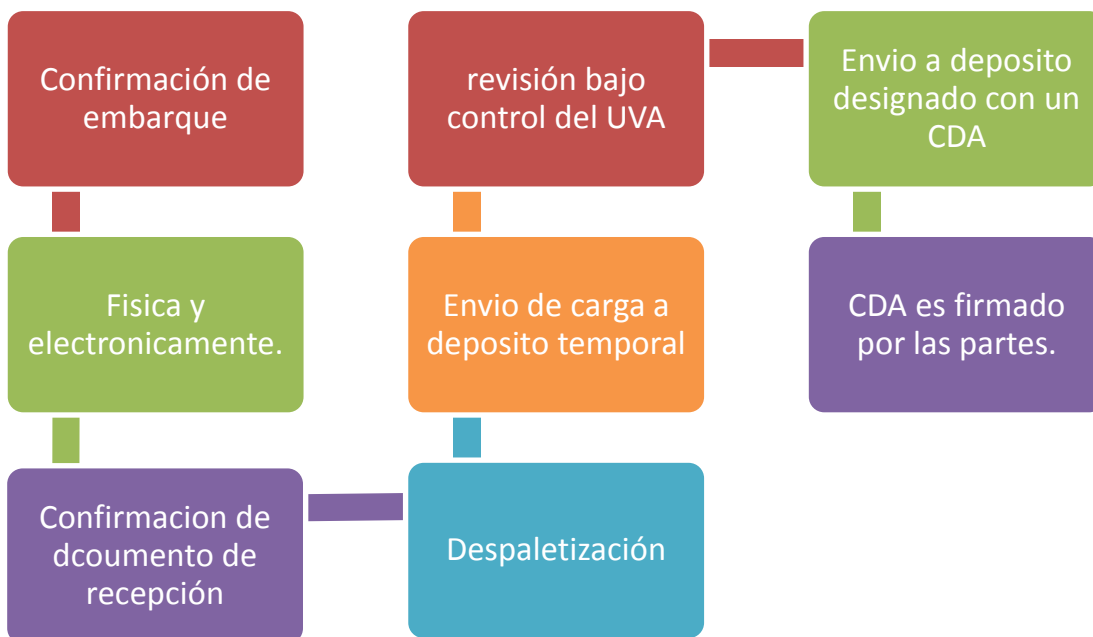 Confirmación de
embarque
Fisica y
electronicamente.
Confirmacion de
dcoumento de
recepción
Despaletización
Envio de carga a
deposito temporal
revisión bajo
control del UVA
Envio a deposito
designado con un
CDA
CDA es firmado
por las partes.